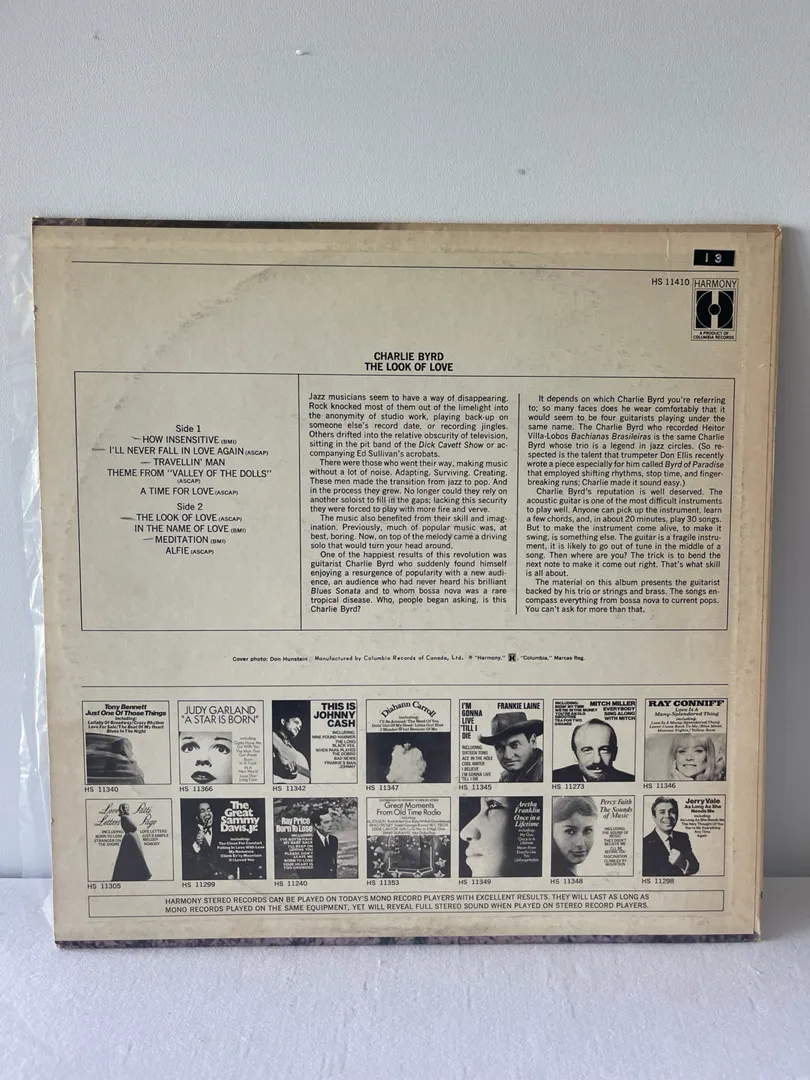 13
HS 11410
HARMONY
A PRODUCT OF
COLUMBIA RECORDS
CHARLIE BYRD
THE LOOK OF LOVE
Side 1
HOW INSENSITIVE (BMI)
I'LL NEVER FALL IN LOVE AGAIN (ASCAP)
TRAVELLIN' MAN
THEME FROM "VALLEY OF THE DOLLS"
(ASCAP)
A TIME FOR LOVE (ASCAP)
Side 2
THE LOOK OF LOVE (ASCAP)
IN THE NAME OF LOVE (BMI)
MEDITATION (BMI)
ALFIE (ASCAP)
Jazz musicians seem to have a way of disappearing.
Rock knocked most of them out of the limelight into
the anonymity of studio work, playing back-up on
someone else's record date, or recording jingles.
Others drifted into the relative obscurity of television,
sitting in the pit band of the Dick Cavett Show or ac-
companying Ed Sullivan's acrobats.
There were those who went their way, making music
without a lot of noise. Adapting. Surviving. Creating.
These men made the transition from jazz to pop. And
in the process they grew. No longer could they rely on
another soloist to fill in the gaps; lacking this security
they were forced to play with more fire and verve.
The music also benefited from their skill and imag-
ination. Previously, much of popular music was, at
best, boring. Now, on top of the melody came a driving
solo that would turn your head around.
One of the happiest results of this revolution was
guitarist Charlie Byrd who suddenly found himself
enjoying a resurgence of popularity with a new audi-
ence, an audience who had never heard his brilliant
Blues Sonata and to whom bossa nova was a rare
tropical disease. Who, people began asking, is this
Charlie Byrd?
It depends on which Charlie Byrd you're referring
to; so many faces does he wear comfortably that it
would seem to be four guitarists playing under the
same name. The Charlie Byrd who recorded Heitor
Villa-Lobos Bachianas Brasileiras is the same Charlie
Byrd whose trio is a legend in jazz circles. (So re-
spected is the talent that trumpeter Don Ellis recently
wrote a piece especially for him called Byrd of Paradise
that employed shifting rhythms, stop time, and finger-
breaking runs; Charlie made it sound easy.)
Charlie Byrd's reputation is well deserved. The
acoustic guitar is one of the most difficult instruments
to play well. Anyone can pick up the instrument, learn
a few chords, and, in about 20 minutes, play 30 songs.
But to make the instrument come alive, to make it
swing, is something else. The guitar is a fragile instru-
ment, it is likely to go out of tune in the middle of a
song. Then where are you? The trick is to bend the
next note to make it come out right. That's what skill
is all about.
The material on this album presents the guitarist
backed by his trio or strings and brass. The songs en-
compass everything from bossa nova to current pops.
You can't ask for more than that.
Cover photo: Don Hunstein Manufactured by Columbia Records of Canada, Ltd. ® "Harmony," H, "Columbia," Marcas Reg.
Tony Bennett
Just One Of Those Things
HS 11340
JUDY GARLAND
"A STAR IS BORN"
HS 11366
THIS IS
JOHNNY
CASH
HS 11342
Diahann Carroll
HS 11347
I'M
GONNA
LIVE
'TILL I
DIE
FRANKIE LAINE
HS 11345
MITCH MILLER
EVERYBODY
SING ALONG
WITH MITCH
HS 11273
RAY CONNIFF
Love Is A
Many-Splendored Thing
HS 11346
Love Letters
Patti Page
HS 11305
The
Great
Sammy
Davis, Jr.
HS 11299
Ray Price
Born To Lose
HS 11240
Great Moments
From Old Time Radio
HS 11353
Aretha
Franklin
Once in a
Lifetime
HS 11349
Percy Faith
The Sounds
of Music
HS 11348
Jerry Vale
As Long As She
Needs Me
HS 11298
HARMONY STEREO RECORDS CAN BE PLAYED ON TODAY'S MONO RECORD PLAYERS WITH EXCELLENT RESULTS. THEY WILL LAST AS LONG AS
MONO RECORDS PLAYED ON THE SAME EQUIPMENT, YET WILL REVEAL FULL STEREO SOUND WHEN PLAYED ON STEREO RECORD PLAYERS.